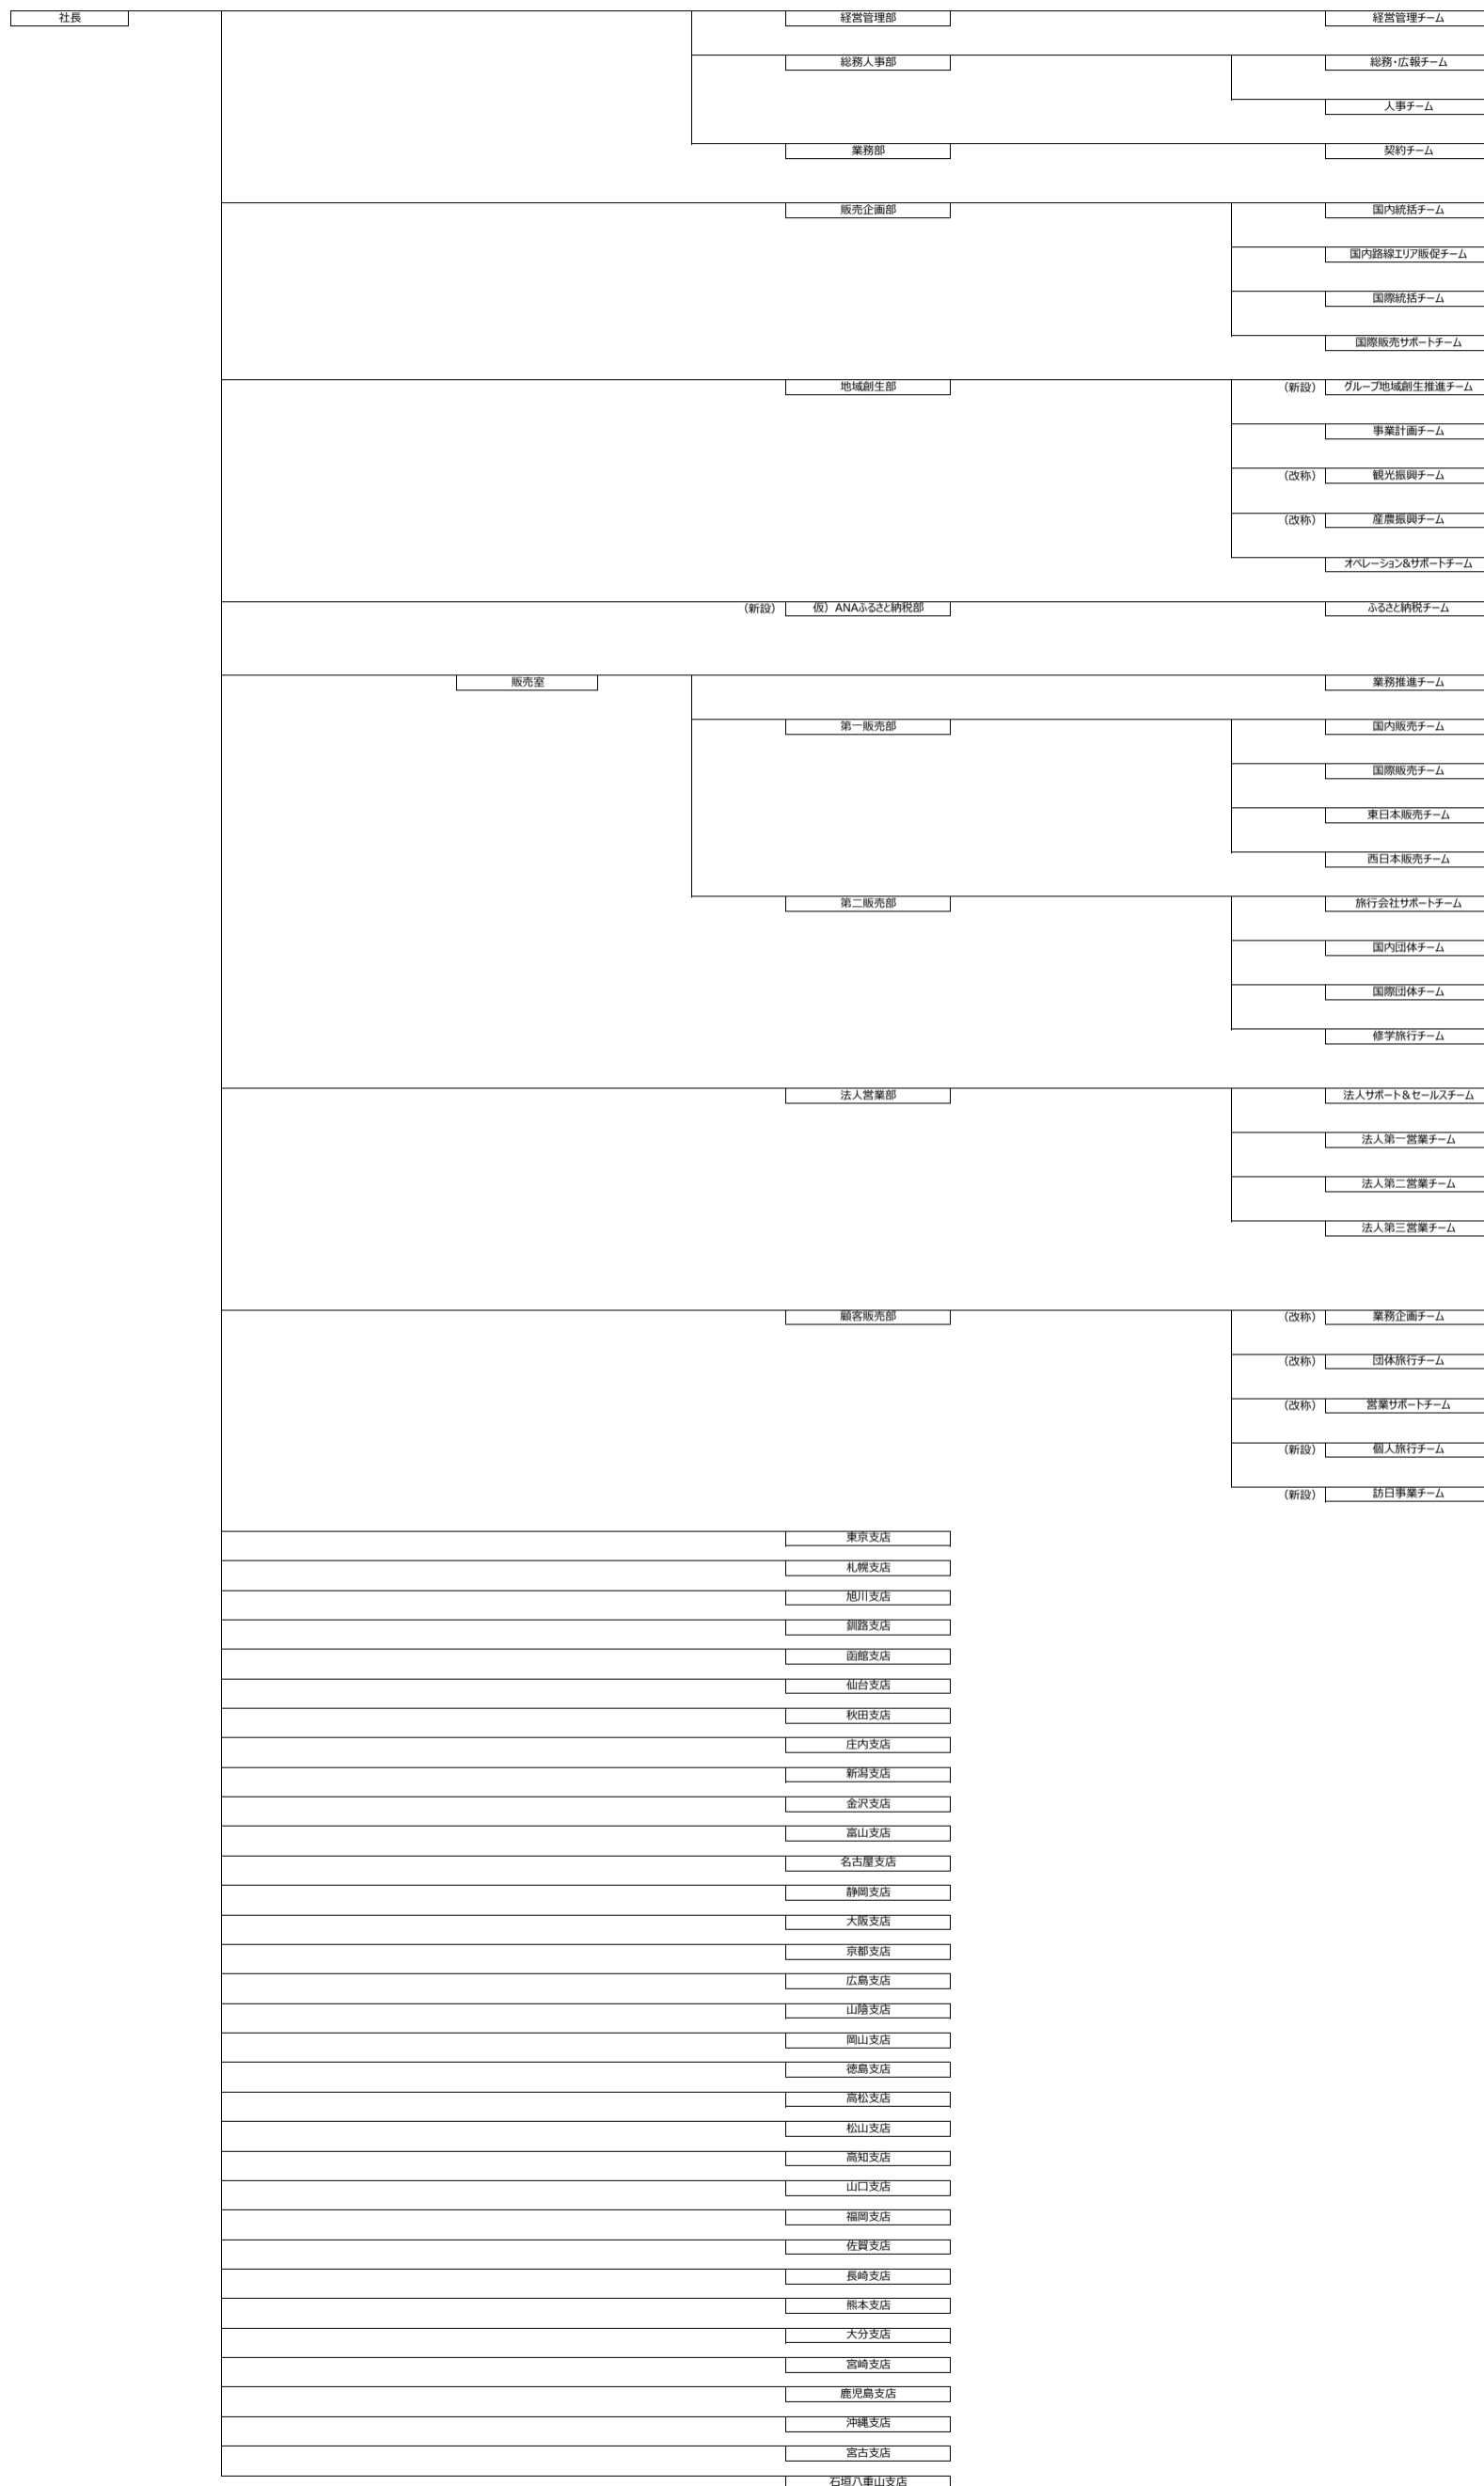 社長
経営管理部
経営管理チーム
総務人事部
総務・広報チーム
人事チーム
業務部
契約チーム
販売企画部
国内統括チーム
国内路線エリア販促チーム
国際統括チーム
国際販売サポートチーム
地域創生部
（新設）
グループ地域創生推進チーム
事業計画チーム
（改称）
観光振興チーム
（改称）
産農振興チーム
オペレーション&サポートチーム
（新設）
仮）ANAふるさと納税部
ふるさと納税チーム
販売室
業務推進チーム
第一販売部
国内販売チーム
国際販売チーム
東日本販売チーム
西日本販売チーム
第二販売部
旅行会社サポートチーム
国内団体チーム
国際団体チーム
修学旅行チーム
法人営業部
法人サポート＆セールスチーム
法人第一営業チーム
法人第二営業チーム
法人第三営業チーム
顧客販売部
（改称）
業務企画チーム
（改称）
団体旅行チーム
（改称）
営業サポートチーム
（新設）
個人旅行チーム
（新設）
訪日事業チーム
東京支店
札幌支店
旭川支店
釧路支店
函館支店
仙台支店
秋田支店
庄内支店
新潟支店
金沢支店
富山支店
名古屋支店
静岡支店
大阪支店
京都支店
広島支店
山陰支店
岡山支店
徳島支店
高松支店
松山支店
高知支店
山口支店
福岡支店
佐賀支店
長崎支店
熊本支店
大分支店
宮崎支店
鹿児島支店
沖縄支店
宮古支店
石垣八重山支店